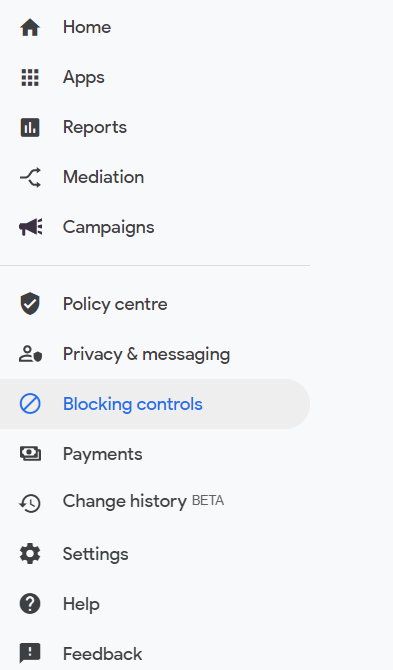 Home
Apps
Reports
Mediation
Campaigns
Policy centre
Privacy & messaging
Blocking controls
Payments
Change history BETA
Settings
Help
Feedback